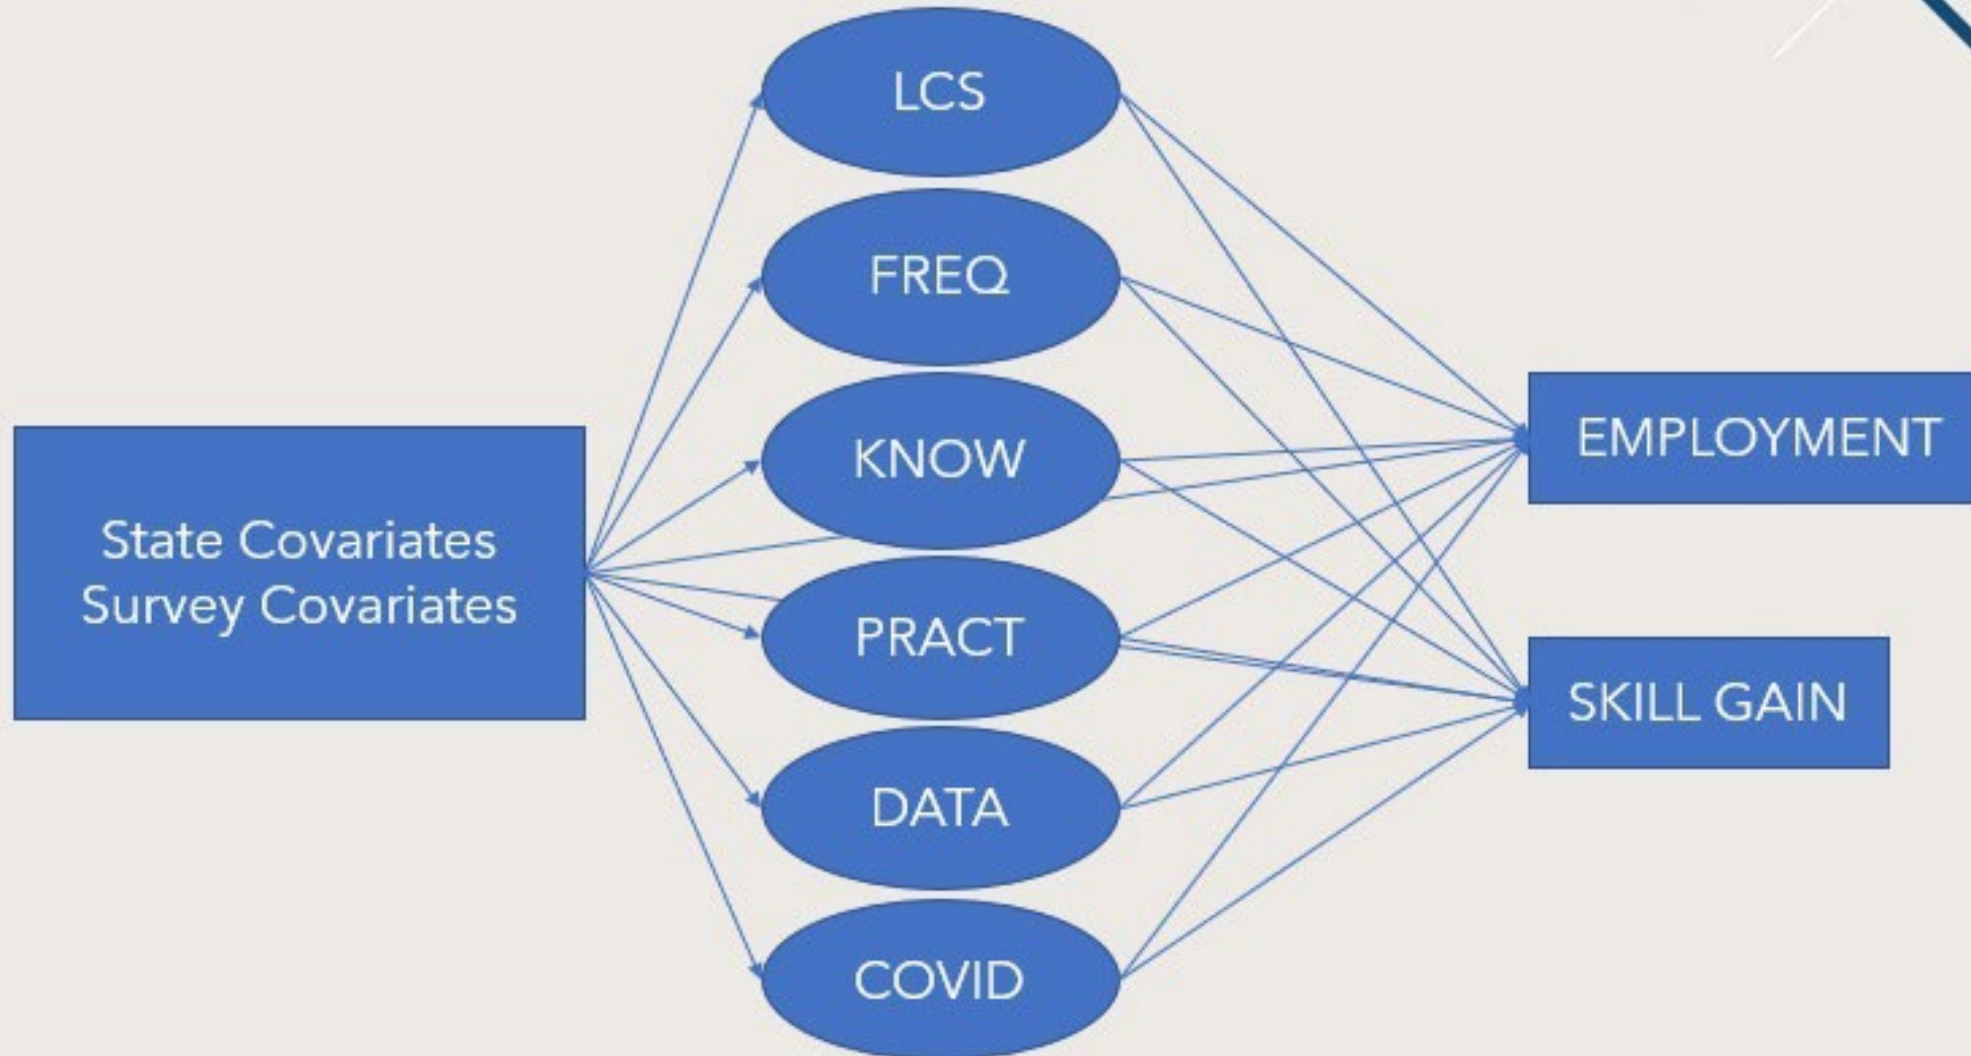 LCS
FREQ
KNOW
State Covariates
Survey Covariates
PRACT
DATA
COVID
EMPLOYMENT
SKILL GAIN